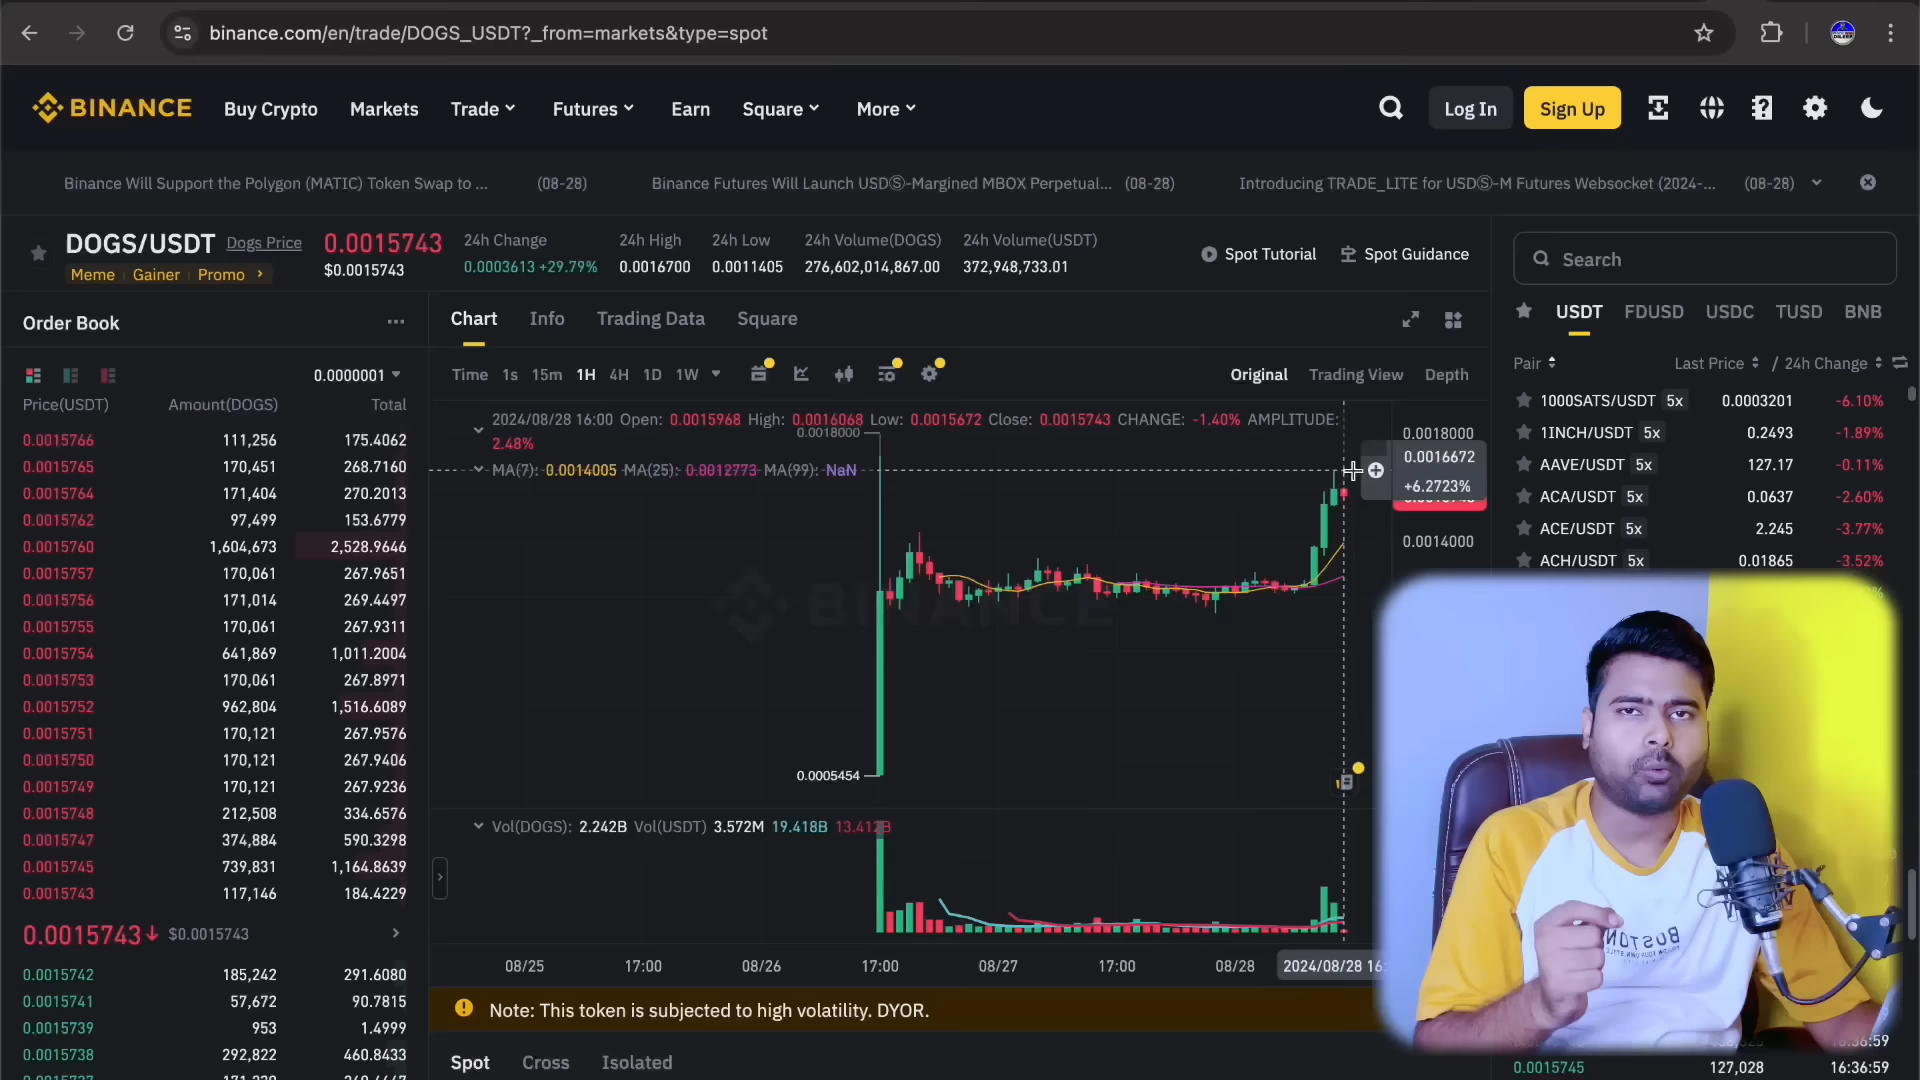 binance.com/en/trade/DOGS_USDT?_from=markets&type=spot
BINANCE Buy Crypto Markets Trade Futures Earn Square More Log In Sign Up
Binance Will Support the Polygon (MATIC) Token Swap to ... (08-28) Binance Futures Will Launch USDⓈ-Margined MBOX Perpetual... (08-28) Introducing TRADE_LITE for USDⓈ-M Futures Websocket (2024-... (08-28)
DOGS/USDT Dogs Price 0.0015743 24h Change 24h High 24h Low 24h Volume(DOGS) 24h Volume(USDT)
Meme Gainer Promo $0.0015743 0.0003613 +29.79% 0.0016700 0.0011405 276,602,014,867.00 372,948,733.01
Spot Tutorial Spot Guidance
Search
Order Book
Chart Info Trading Data Square
USDT FDUSD USDC TUSD BNB
0.0000001
Time 1s 15m 1H 4H 1D 1W
Original Trading View Depth
Pair Last Price / 24h Change
Price(USDT) Amount(DOGS) Total
0.0015766 111,256 175.4062
0.0015765 170,451 268.7160
0.0015764 171,404 270.2013
0.0015762 97,499 153.6779
0.0015760 1,604,673 2,528.9646
0.0015757 170,061 267.9651
0.0015756 171,014 269.4497
0.0015755 170,061 267.9311
0.0015754 641,869 1,011.2004
0.0015753 170,061 267.8971
0.0015752 962,804 1,516.6089
0.0015751 170,121 267.9576
0.0015750 170,121 267.9406
0.0015749 170,121 267.9236
0.0015748 212,508 334.6576
0.0015747 374,884 590.3298
0.0015745 739,831 1,164.8639
0.0015743 117,146 184.4229
0.0015743 $0.0015743
0.0015742 185,242 291.6080
0.0015741 57,672 90.7815
0.0015739 953 1.4999
0.0015738 292,822 460.8433
2024/08/28 16:00 Open: 0.0015968 High: 0.0016068 Low: 0.0015672 Close: 0.0015743 CHANGE: -1.40% AMPLITUDE:
2.48%
0.0018000
MA(7): 0.0014005 MA(25): 0.0012773 MA(99): NaN
0.0018000
0.0016672
+6.2723%
0.0014000
BINANCE
0.0005454
Vol(DOGS): 2.242B Vol(USDT) 3.572M 19.418B 13.412B
08/25 17:00 08/26 17:00 08/27 17:00 08/28 2024/08/28 16:
Note: This token is subjected to high volatility. DYOR.
Spot Cross Isolated
1000SATS/USDT 5x 0.0003201 -6.10%
1INCH/USDT 5x 0.2493 -1.89%
AAVE/USDT 5x 127.17 -0.11%
ACA/USDT 5x 0.0637 -2.60%
ACE/USDT 5x 2.245 -3.77%
ACH/USDT 5x 0.01865 -3.52%
BUSTON
16:36:59
0.0015745 127,028 16:36:59